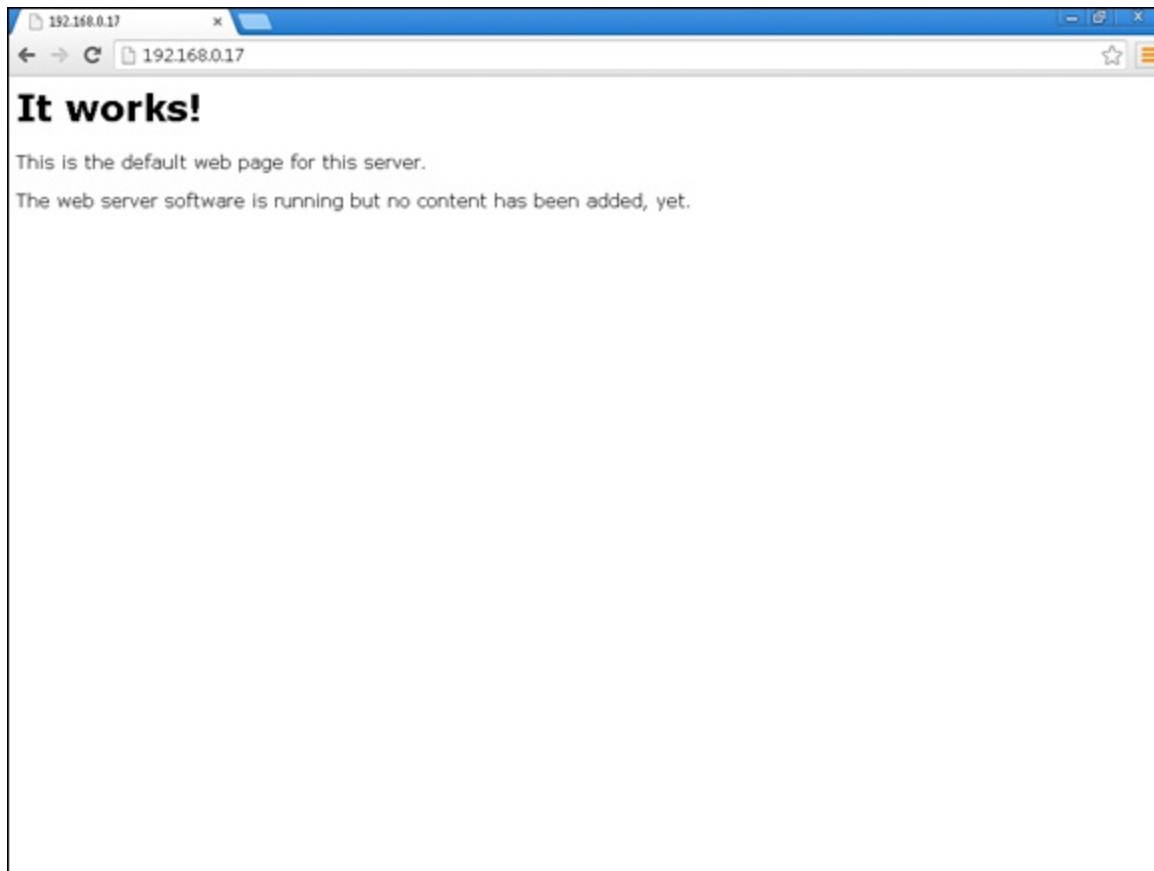 192.168.0.17
192.168.0.17
It works!
This is the default web page for this server.
The web server software is running but no content has been added, yet.